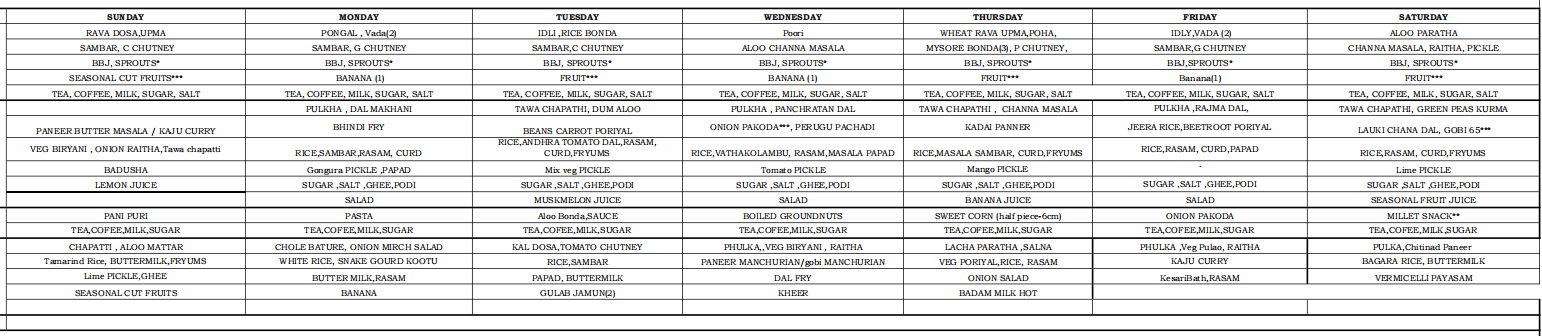 SUNDAY MONDAY TUESDAY WEDNESDAY THURSDAY FRIDAY SATURDAY
RAVA DOSA,UPMA PONGAL , Vada(2) IDLI ,RICE BONDA Poori WHEAT RAVA UPMA,POHA, IDLY,VADA (2) ALOO PARATHA
SAMBAR, C CHUTNEY SAMBAR, G CHUTNEY SAMBAR,C CHUTNEY ALOO CHANNA MASALA MYSORE BONDA(3), P CHUTNEY, SAMBAR,G CHUTNEY CHANNA MASALA, RAITHA, PICKLE
BBJ, SPROUTS* BBJ, SPROUTS* BBJ, SPROUTS* BBJ, SPROUTS* BBJ, SPROUTS* BBJ,SPROUTS* BBJ, SPROUTS*
SEASONAL CUT FRUITS*** BANANA (1) FRUIT*** BANANA (1) FRUIT*** Banana(1) FRUIT***
TEA, COFFEE, MILK, SUGAR, SALT TEA, COFFEE, MILK, SUGAR, SALT TEA, COFFEE, MILK, SUGAR, SALT TEA, COFFEE, MILK, SUGAR, SALT TEA, COFFEE, MILK, SUGAR, SALT TEA, COFFEE, MILK, SUGAR, SALT TEA, COFFEE, MILK, SUGAR, SALT
PULKHA , DAL MAKHANI TAWA CHAPATHI, DUM ALOO PULKHA , PANCHRATAN DAL TAWA CHAPATHI , CHANNA MASALA PULKHA ,RAJMA DAL, TAWA CHAPATHI, GREEN PEAS KURMA
PANEER BUTTER MASALA / KAJU CURRY BHINDI FRY BEANS CARROT PORIYAL ONION PAKODA***, PERUGU PACHADI KADAI PANNER JEERA RICE,BEETROOT PORIYAL LAUKI CHANA DAL, GOBI 65***
VEG BIRYANI , ONION RAITHA,Tawa chapatti RICE,SAMBAR,RASAM, CURD RICE,ANDHRA TOMATO DAL,RASAM, CURD,FRYUMS RICE,VATHAKOLAMBU, RASAM,MASALA PAPAD RICE,MASALA SAMBAR, CURD,FRYUMS RICE,RASAM, CURD,PAPAD RICE,RASAM, CURD,FRYUMS
BADUSHA Gongura PICKLE ,PAPAD Mix veg PICKLE Tomato PICKLE Mango PICKLE - Lime PICKLE
LEMON JUICE SUGAR ,SALT ,GHEE,PODI SUGAR ,SALT ,GHEE,PODI SUGAR ,SALT ,GHEE,PODI SUGAR ,SALT ,GHEE,PODI SUGAR ,SALT ,GHEE,PODI SUGAR ,SALT ,GHEE,PODI
SALAD MUSKMELON JUICE SALAD BANANA JUICE SALAD SEASONAL FRUIT JUICE
PANI PURI PASTA Aloo Bonda,SAUCE BOILED GROUNDNUTS SWEET CORN (half piece-6cm) ONION PAKODA MILLET SNACK**
TEA,COFEE,MILK,SUGAR TEA,COFEE,MILK,SUGAR TEA,COFEE,MILK,SUGAR TEA,COFEE,MILK,SUGAR TEA,COFEE,MILK,SUGAR TEA,COFEE,MILK,SUGAR TEA,COFEE,MILK,SUGAR
CHAPATTI , ALOO MATTAR CHOLE BATURE, ONION MIRCH SALAD KAL DOSA,TOMATO CHUTNEY PHULKA,,VEG BIRYANI , RAITHA LACHA PARATHA ,SALNA PHULKA ,Veg Pulao, RAITHA PULKA,Chitinad Paneer
Tamarind Rice, BUTTERMILK,FRYUMS WHITE RICE, SNAKE GOURD KOOTU RICE,SAMBAR PANEER MANCHURIAN/gobi MANCHURIAN VEG PORIYAL,RICE, RASAM KAJU CURRY BAGARA RICE, BUTTERMILK
Lime PICKLE,GHEE BUTTER MILK,RASAM PAPAD, BUTTERMILK DAL FRY ONION SALAD KesariBath,RASAM VERMICELLI PAYASAM
SEASONAL CUT FRUITS BANANA GULAB JAMUN(2) KHEER BADAM MILK HOT